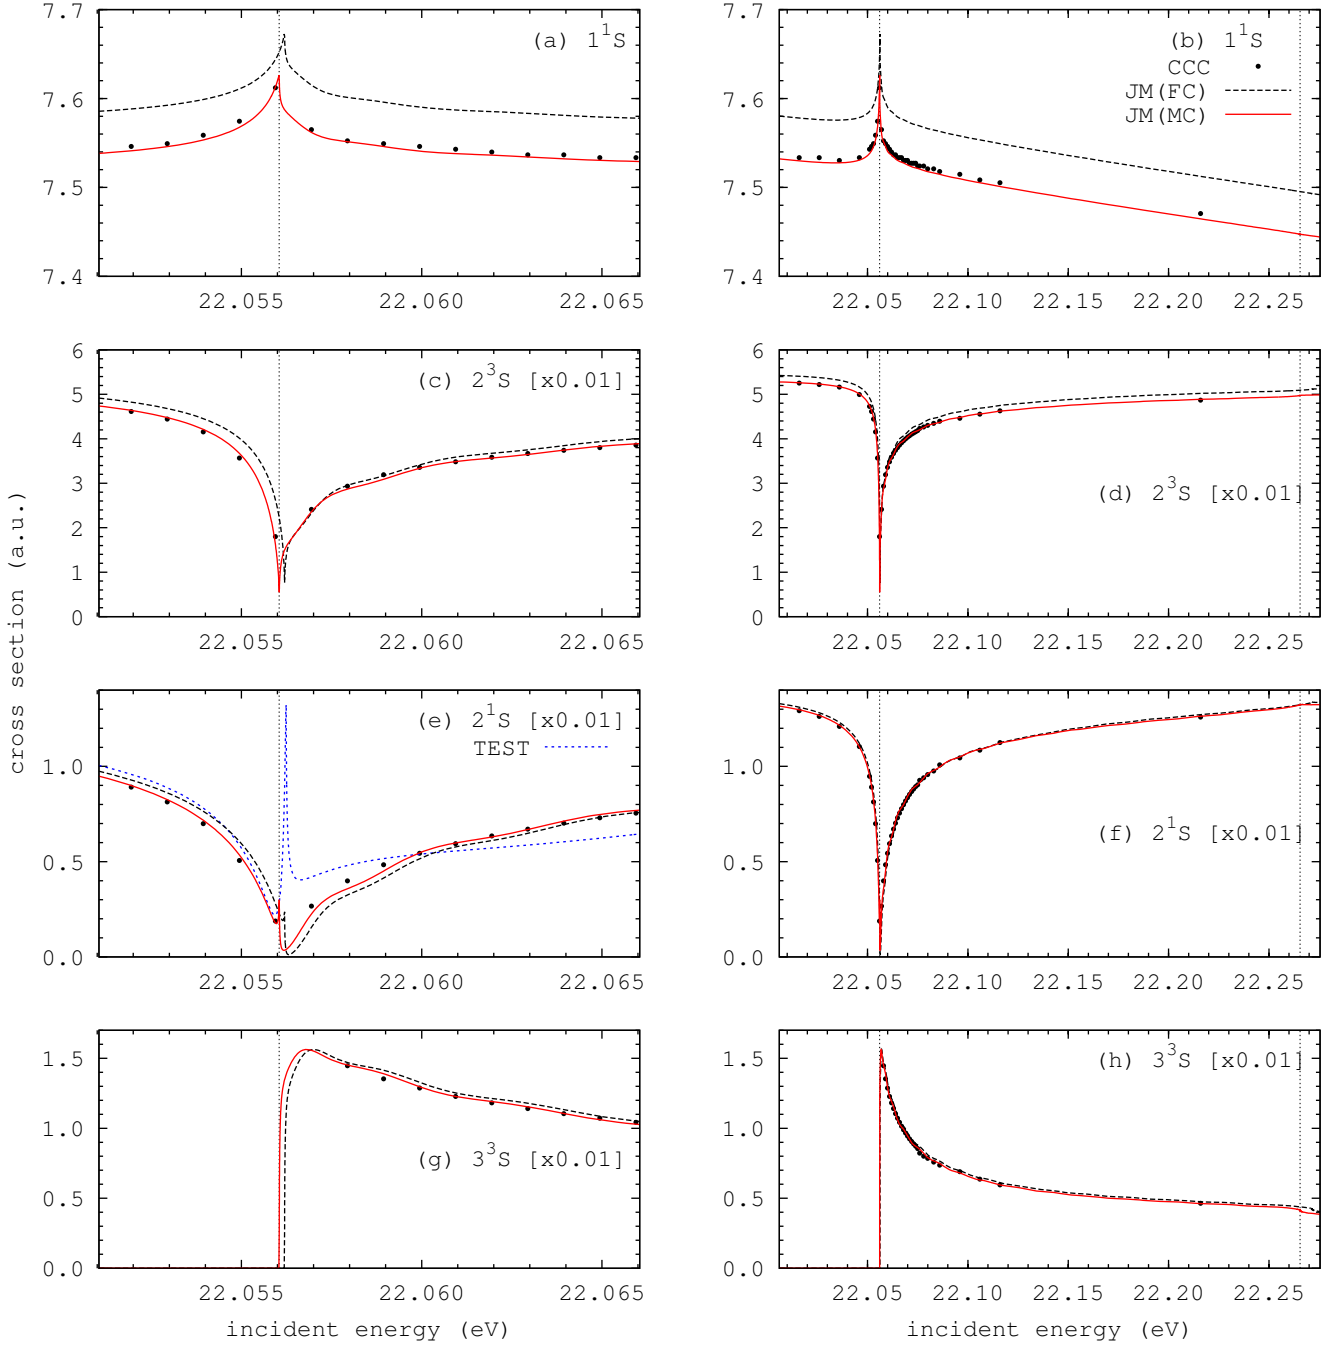 7.7
7.6
7.5
7.4
(a) 1¹S
22.055 22.060 22.065
7.7
7.6
7.5
7.4
(b) 1¹S
CCC
JM(FC)
JM(MC)
22.05 22.10 22.15 22.20 22.25
6
5
4
3
2
1
0
(c) 2³S [x0.01]
22.055 22.060 22.065
6
5
4
3
2
1
0
(d) 2³S [x0.01]
22.05 22.10 22.15 22.20 22.25
cross section (a.u.)
1.0
0.5
0.0
(e) 2¹S [x0.01]
TEST
22.055 22.060 22.065
1.0
0.5
0.0
(f) 2¹S [x0.01]
22.05 22.10 22.15 22.20 22.25
1.5
1.0
0.5
0.0
(g) 3³S [x0.01]
22.055 22.060 22.065
incident energy (eV)
1.5
1.0
0.5
0.0
(h) 3³S [x0.01]
22.05 22.10 22.15 22.20 22.25
incident energy (eV)